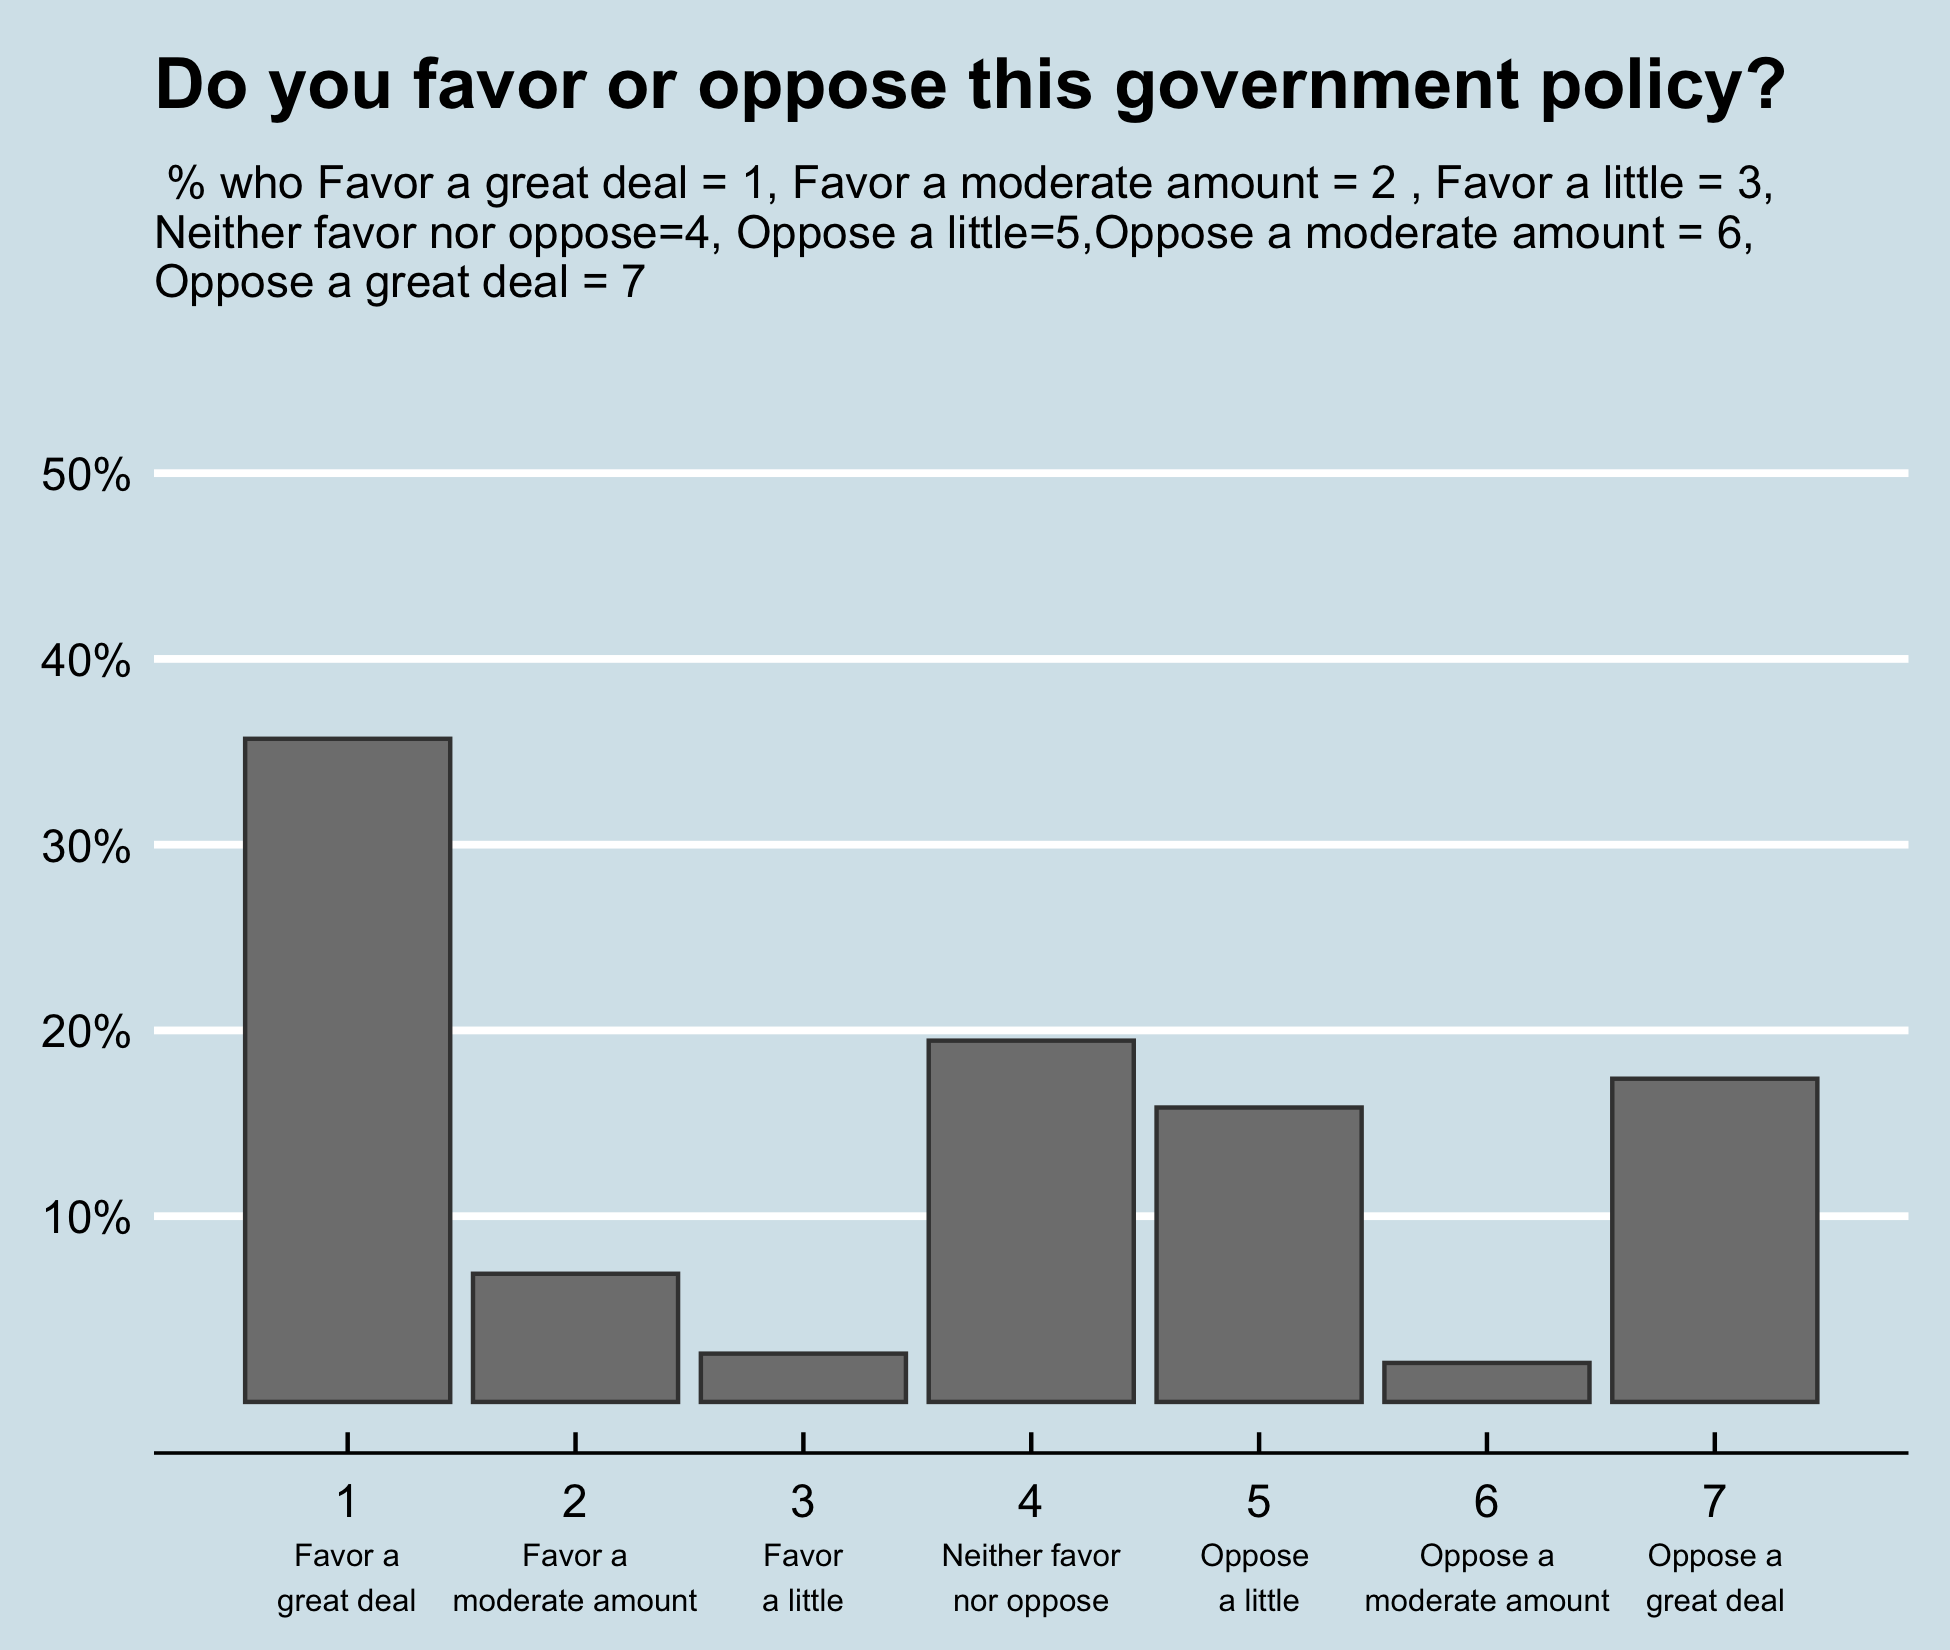 Do you favor or oppose this government policy?
% who Favor a great deal = 1, Favor a moderate amount = 2 , Favor a little = 3,
Neither favor nor oppose=4, Oppose a little=5,Oppose a moderate amount = 6,
Oppose a great deal = 7
50%
40%
30%
20%
10%
1 2 3 4 5 6 7
Favor a Favor a Favor Neither favor Oppose Oppose a Oppose a
great deal moderate amount a little nor oppose a little moderate amount great deal